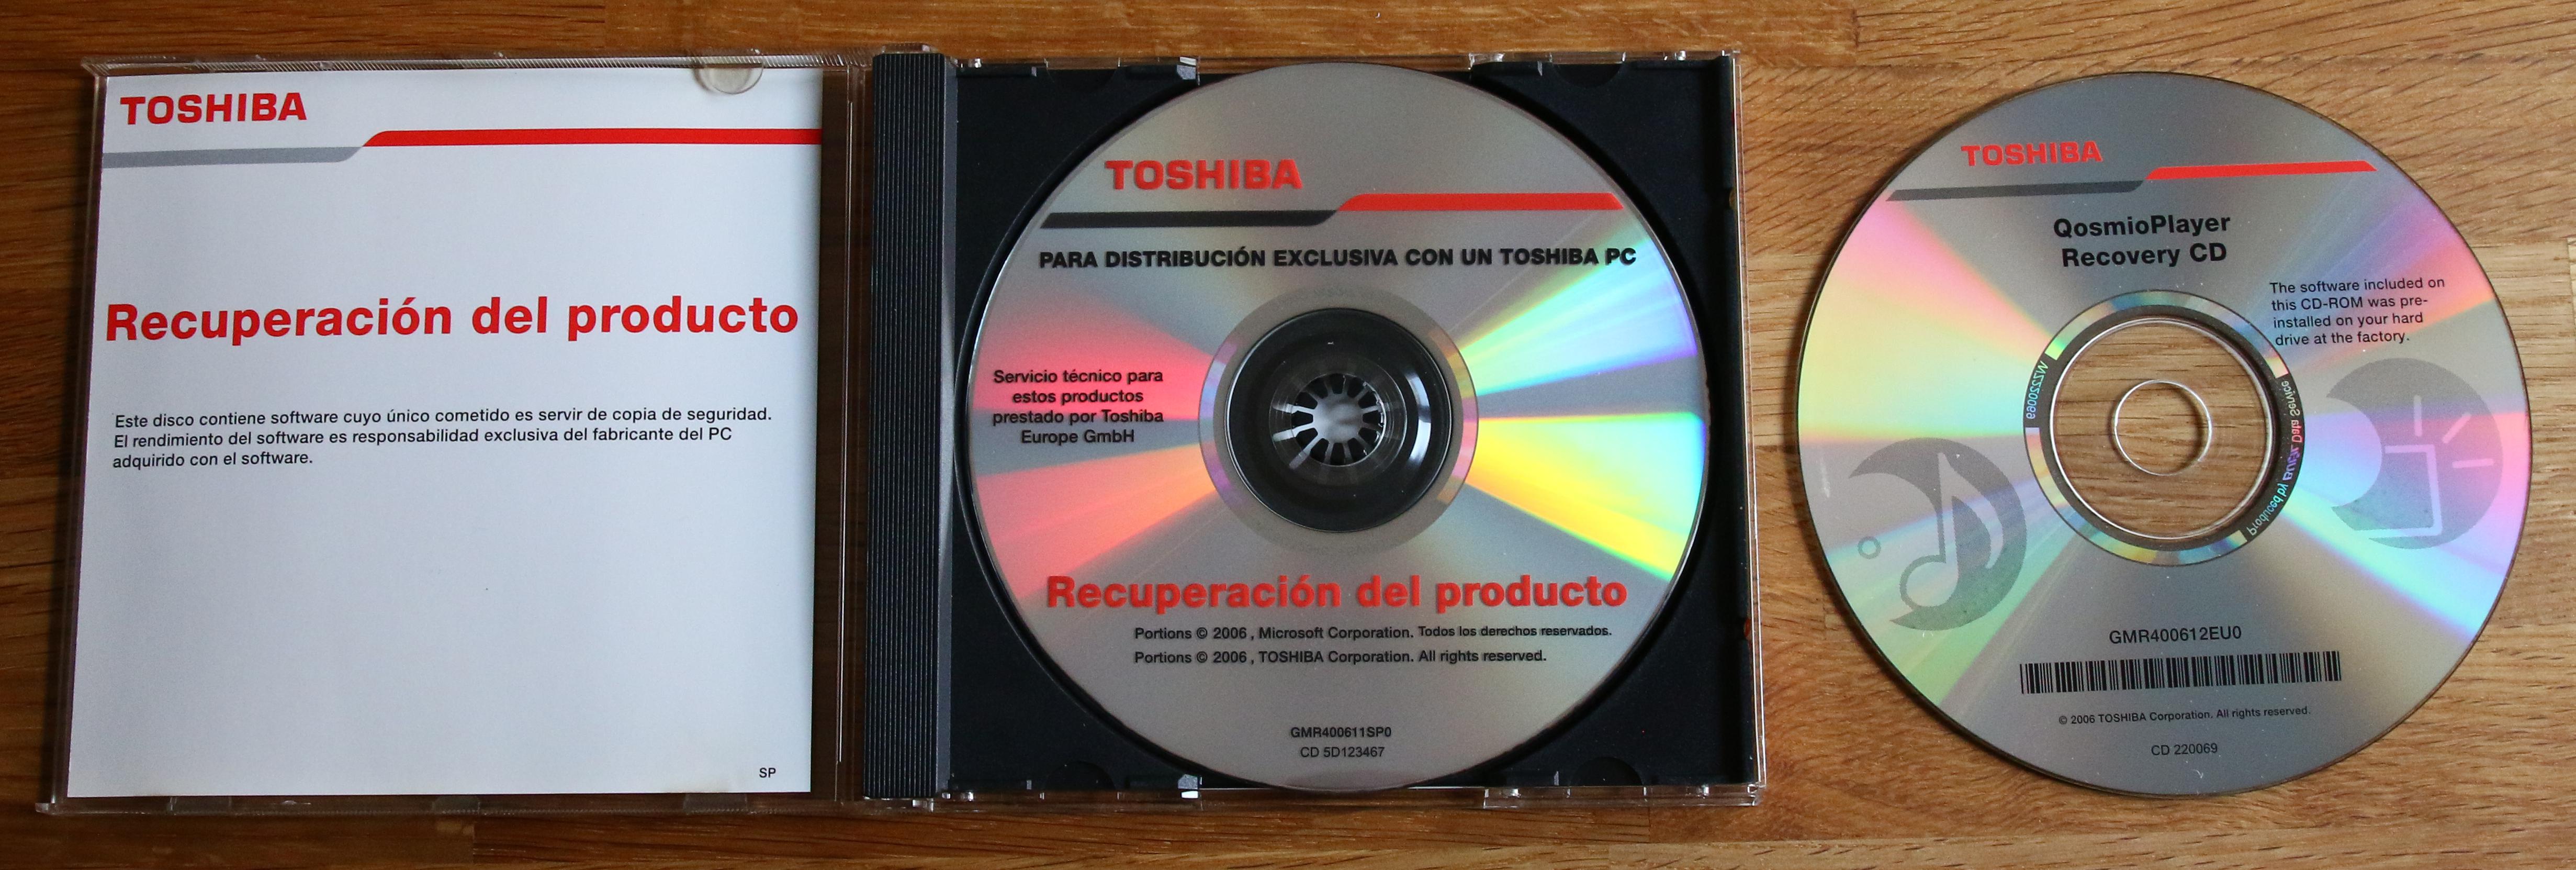 TOSHIBA
Recuperación del producto
Este disco contiene software cuyo único cometido es servir de copia de seguridad.
El rendimiento del software es responsabilidad exclusiva del fabricante del PC
adquirido con el software.
SP
TOSHIBA
PARA DISTRIBUCIÓN EXCLUSIVA CON UN TOSHIBA PC
Servicio técnico para
estos productos
prestado por Toshiba
Europe GmbH
Recuperación del producto
Portions © 2006 , Microsoft Corporation. Todos los derechos reservados.
Portions © 2006 , TOSHIBA Corporation. All rights reserved.
GMR400611SP0
CD 5D123467
TOSHIBA
QosmioPlayer
Recovery CD
The software included on
this CD-ROM was pre-
installed on your hard
drive at the factory.
GMR400612EU0
© 2006 TOSHIBA Corporation. All rights reserved.
CD 220069